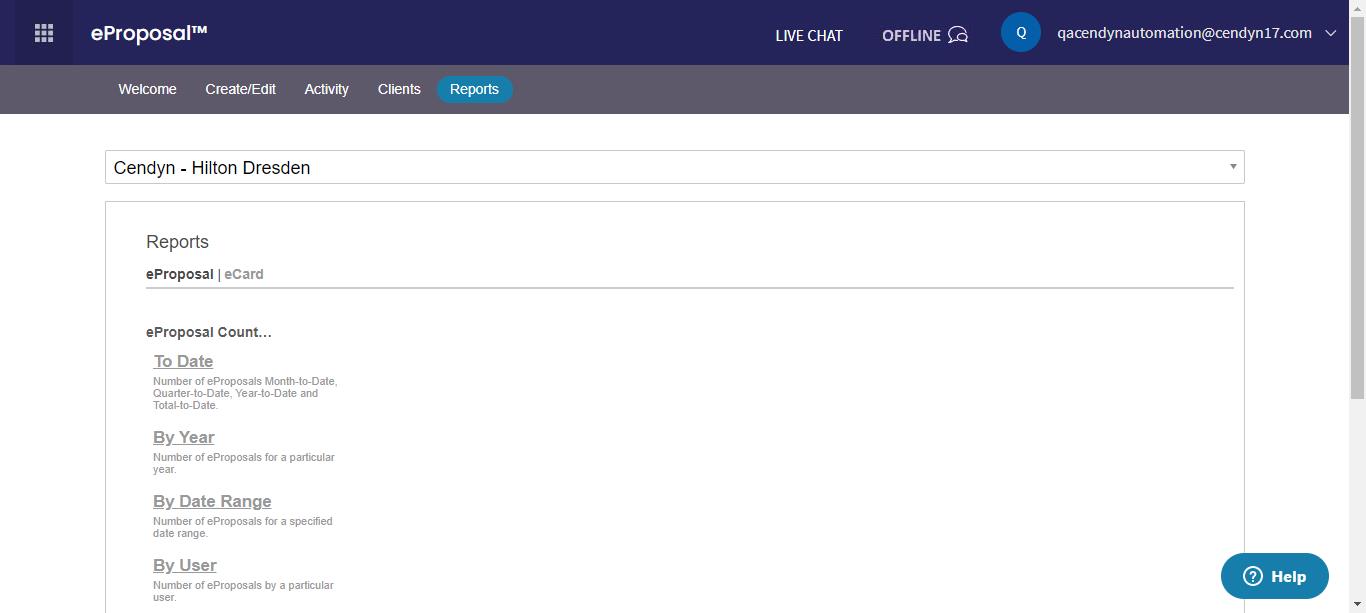 eProposal™
LIVE CHAT
OFFLINE
Q
qacendynautomation@cendyn17.com
Welcome
Create/Edit
Activity
Clients
Reports
Cendyn - Hilton Dresden
Reports
eProposal | eCard
eProposal Count...
To Date
Number of eProposals Month-to-Date,
Quarter-to-Date, Year-to-Date and
Total-to-Date.
By Year
Number of eProposals for a particular
year.
By Date Range
Number of eProposals for a specified
date range.
By User
Number of eProposals by a particular
user.
? Help